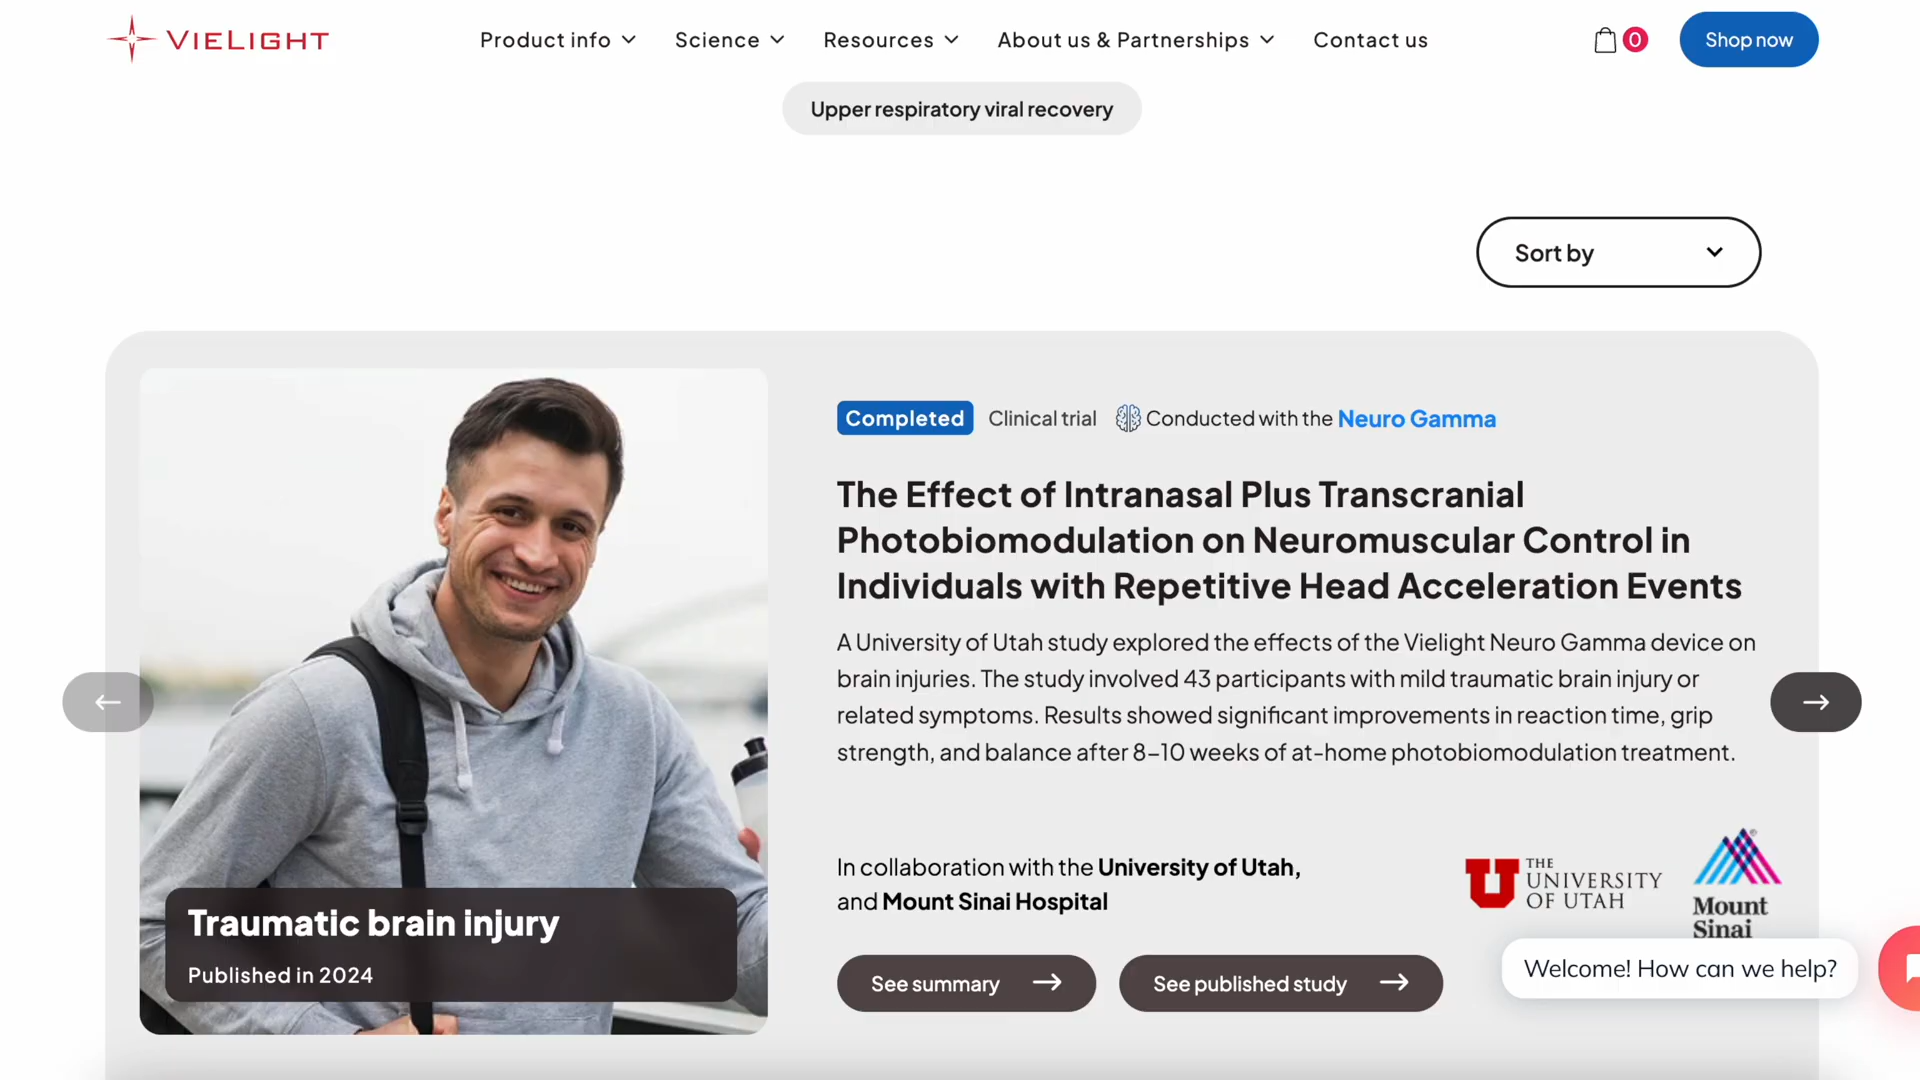 VIELIGHT
Product info
Science
Resources
About us & Partnerships
Contact us
0
Shop now
Upper respiratory viral recovery
Sort by
Completed
Clinical trial
Conducted with the Neuro Gamma
The Effect of Intranasal Plus Transcranial
Photobiomodulation on Neuromuscular Control in
Individuals with Repetitive Head Acceleration Events
A University of Utah study explored the effects of the Vielight Neuro Gamma device on
brain injuries. The study involved 43 participants with mild traumatic brain injury or
related symptoms. Results showed significant improvements in reaction time, grip
strength, and balance after 8–10 weeks of at-home photobiomodulation treatment.
In collaboration with the University of Utah,
and Mount Sinai Hospital
U THE
UNIVERSITY
OF UTAH
Mount
Sinai
Traumatic brain injury
Published in 2024
See summary
See published study
Welcome! How can we help?